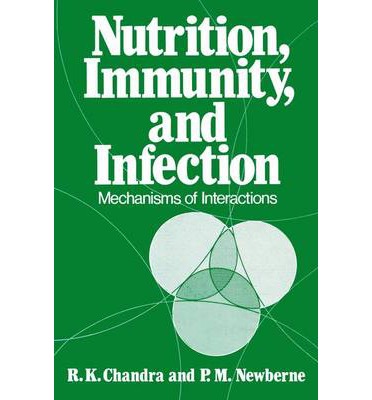 Nutrition,
Immunity,
and
Infection
Mechanisms of Interactions
R.K. Chandra and P.M. Newberne